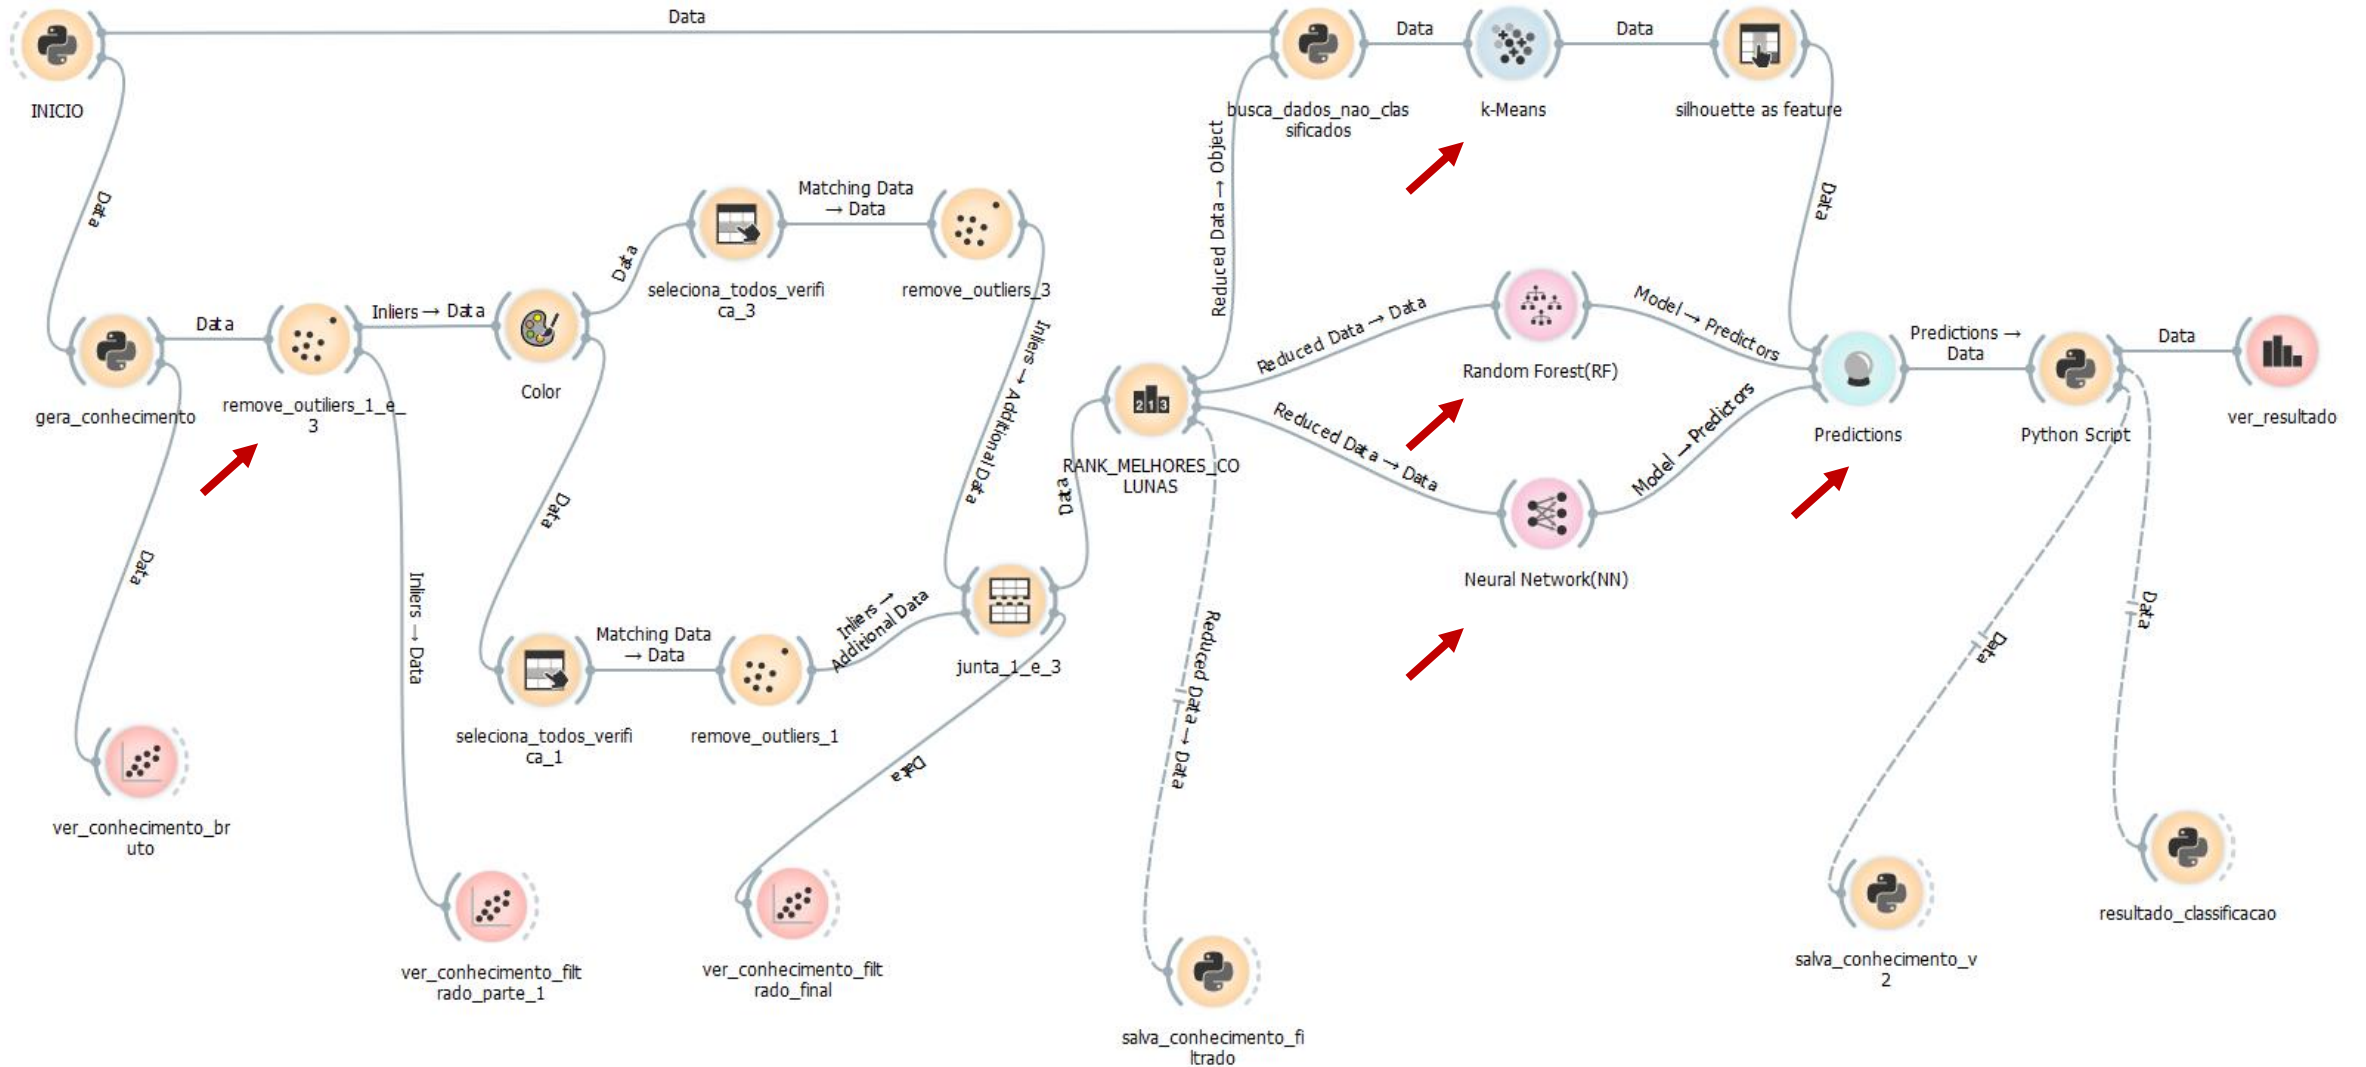 Data
INICIO
busca_dados_nao_clas
sificados
Data
k-Means
Data
silhouette as feature
Data
Reduced Data → Object
Data
seleciona_todos_verifi
ca_3
Matching Data
→ Data
remove_outliers_3
Data
gera_conhecimento
Data
remove_outiliers_1_e_
3
Inliers → Data
Color
Data
Inliers → Additional Data
Reduced Data → Data
Random Forest(RF)
Model → Predictors
Predictions
Predictions →
Data
Python Script
Data
ver_resultado
RANK_MELHORES_CO
LUNAS
Data
Reduced Data → Data
Neural Network(NN)
Model → Predictors
Data
Data
Inliers → Data
seleciona_todos_verifi
ca_1
Matching Data
→ Data
remove_outliers_1
Inliers →
Additional Data
junta_1_e_3
Data
Reduced Data → Data
Data
Data
ver_conhecimento_br
uto
ver_conhecimento_filt
rado_parte_1
ver_conhecimento_filt
rado_final
salva_conhecimento_fi
ltrado
salva_conhecimento_v
2
resultado_classificacao